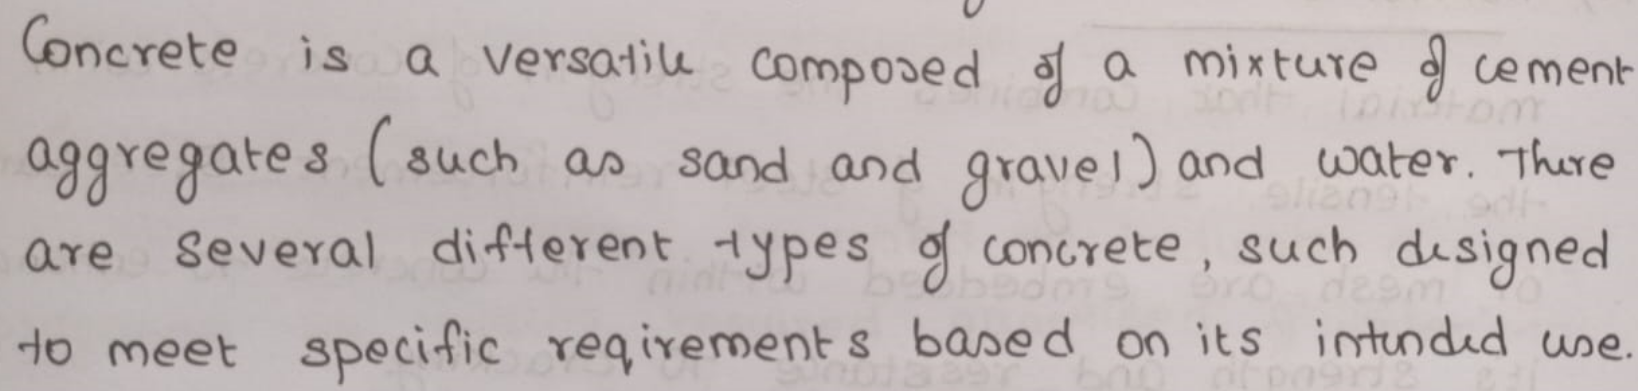 Concrete is a versatile composed of a mixture of cement
aggregates (such as sand and gravel) and water. There
are several different types of concrete, such designed
to meet specific reqirements based on its intended use.